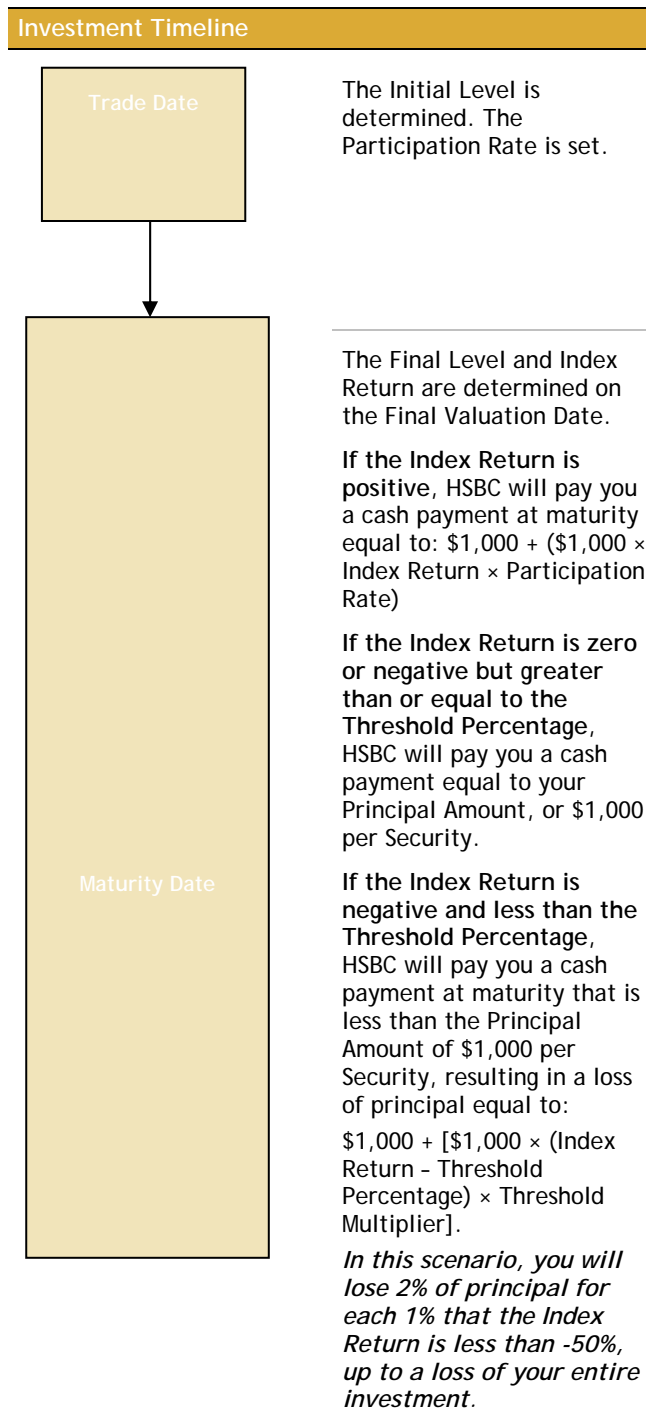 Investment Timeline
Trade Date
The Initial Level is
determined. The
Participation Rate is set.
The Final Level and Index
Return are determined on
the Final Valuation Date.
If the Index Return is
positive, HSBC will pay you
a cash payment at maturity
equal to: $1,000 + ($1,000 ×
Index Return × Participation
Rate)
If the Index Return is zero
or negative but greater
than or equal to the
Threshold Percentage,
HSBC will pay you a cash
payment equal to your
Principal Amount, or $1,000
per Security.
Maturity Date
If the Index Return is
negative and less than the
Threshold Percentage,
HSBC will pay you a cash
payment at maturity that is
less than the Principal
Amount of $1,000 per
Security, resulting in a loss
of principal equal to:
$1,000 + [$1,000 × (Index
Return – Threshold
Percentage) × Threshold
Multiplier].
In this scenario, you will
lose 2% of principal for
each 1% that the Index
Return is less than -50%,
up to a loss of your entire
investment.